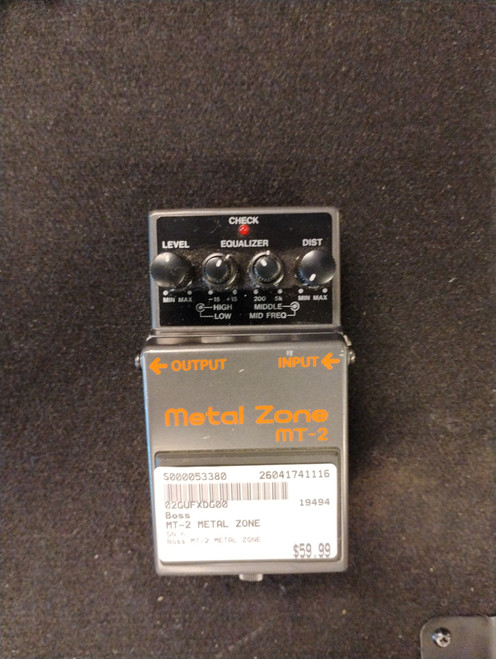 CHECK
LEVEL EQUALIZER DIST
MIN MAX -15 +15 200 5k MIN MAX
HIGH MIDDLE
LOW MID FREQ
OUTPUT INPUT
Metal Zone
MT-2
S000053380 26041741116
02GUFXDG00 19494
Boss
MT-2 METAL ZONE
Boss MT-2 METAL ZONE
$59.99